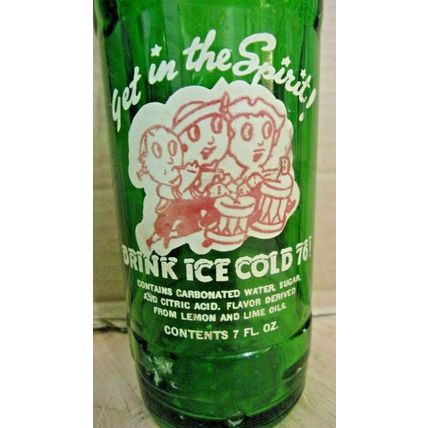 Get in the Spirit!
DRINK ICE COLD 76!
CONTAINS CARBONATED WATER, SUGAR,
AND CITRIC ACID. FLAVOR DERIVED
FROM LEMON AND LIME OILS.
CONTENTS 7 FL. OZ.